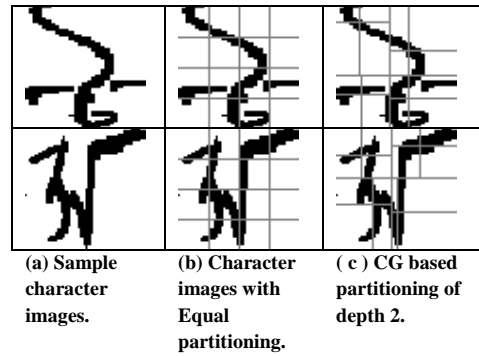 (a) Sample
character
images.
(b) Character
images with
Equal
partitioning.
( c ) CG based
partitioning of
depth 2.